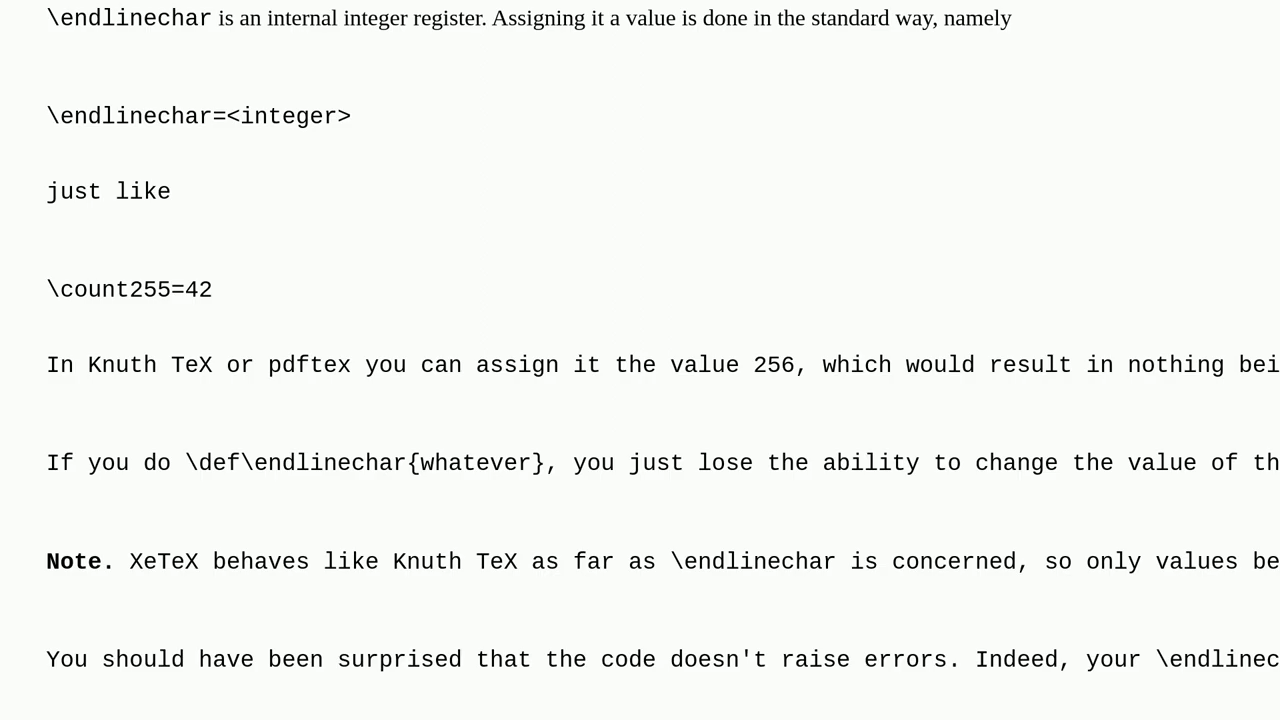 \endlinechar is an internal integer register. Assigning it a value is done in the standard way, namely
\endlinechar=<integer>
just like
\count255=42
In Knuth TeX or pdftex you can assign it the value 256, which would result in nothing bei
If you do \def\endlinechar{whatever}, you just lose the ability to change the value of th
Note. XeTeX behaves like Knuth TeX as far as \endlinechar is concerned, so only values be
You should have been surprised that the code doesn't raise errors. Indeed, your \endlinec